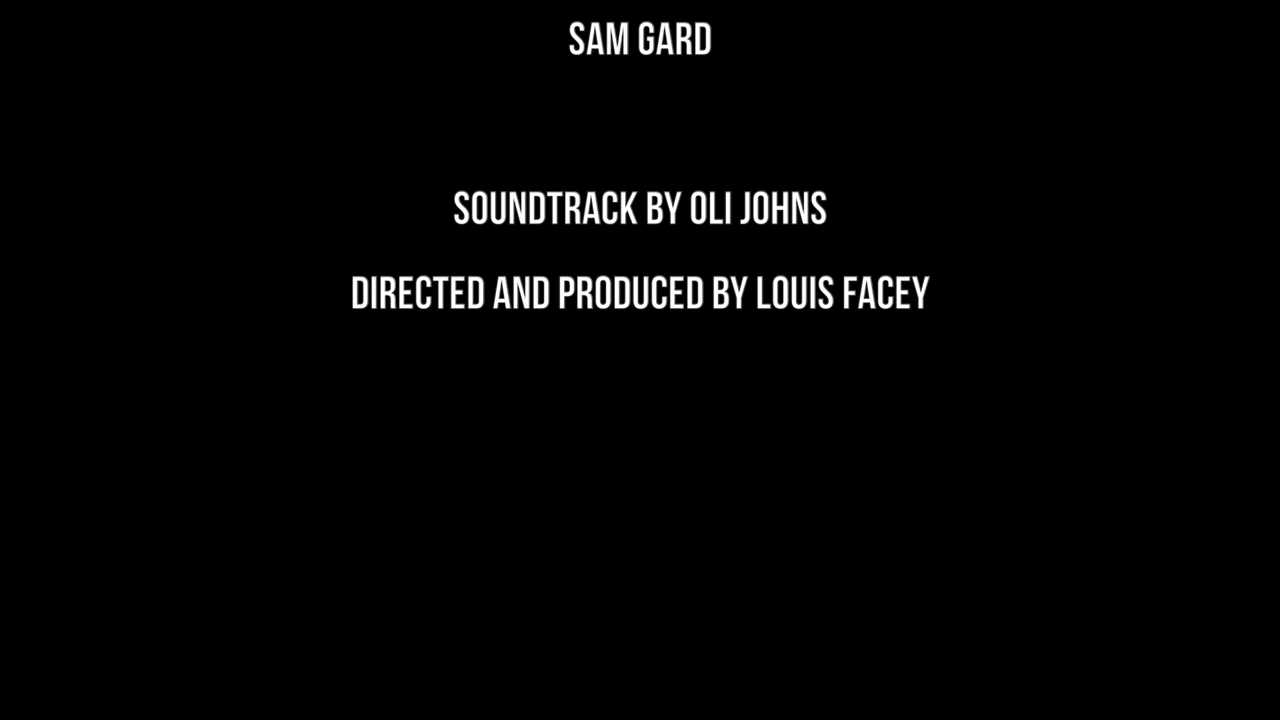 SAM GARD
SOUNDTRACK BY OLI JOHNS
DIRECTED AND PRODUCED BY LOUIS FACEY